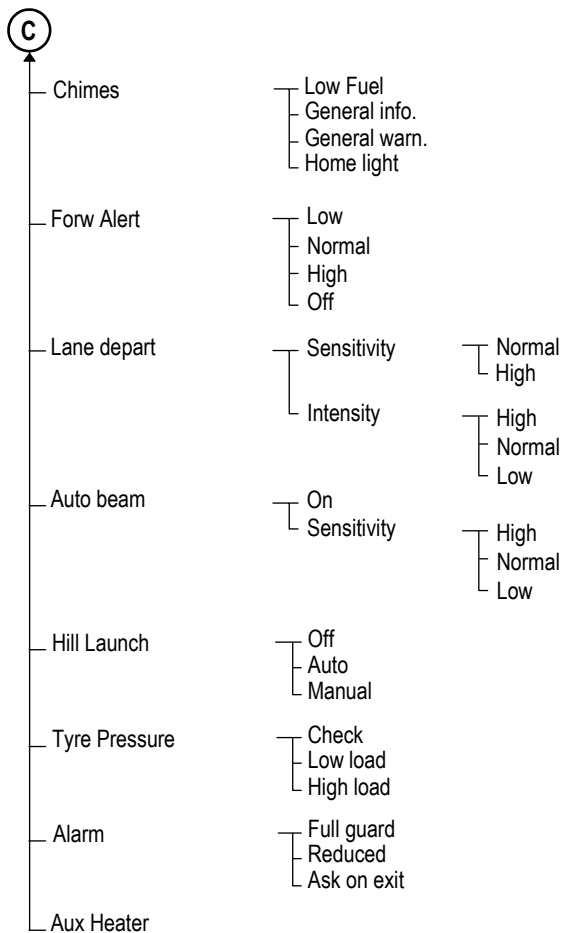 C
Chimes
Low Fuel
General info.
General warn.
Home light
Forw Alert
Low
Normal
High
Off
Lane depart
Sensitivity
Normal
High
Intensity
High
Normal
Low
Auto beam
On
Sensitivity
High
Normal
Low
Hill Launch
Off
Auto
Manual
Tyre Pressure
Check
Low load
High load
Alarm
Full guard
Reduced
Ask on exit
Aux Heater